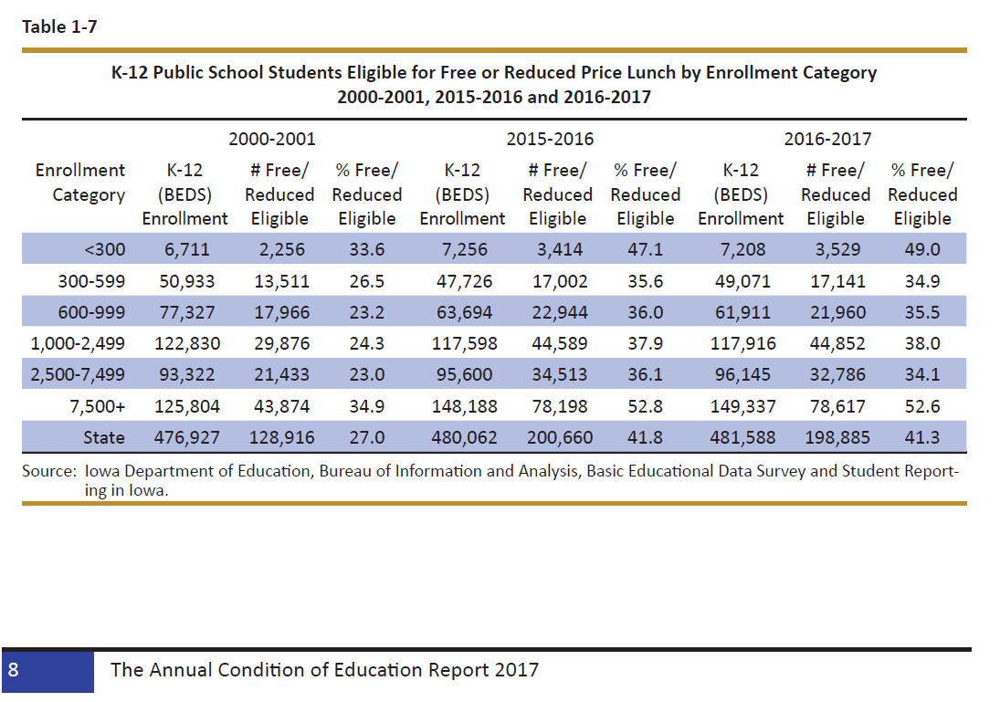 Table 1-7
K-12 Public School Students Eligible for Free or Reduced Price Lunch by Enrollment Category
2000-2001, 2015-2016 and 2016-2017
2000-2001 2015-2016 2016-2017
Enrollment K-12 # Free/ % Free/ K-12 # Free/ % Free/ K-12 # Free/ % Free/
Category (BEDS) Reduced Reduced (BEDS) Reduced Reduced (BEDS) Reduced Reduced
Enrollment Eligible Eligible Enrollment Eligible Eligible Enrollment Eligible Eligible
<300 6,711 2,256 33.6 7,256 3,414 47.1 7,208 3,529 49.0
300-599 50,933 13,511 26.5 47,726 17,002 35.6 49,071 17,141 34.9
600-999 77,327 17,966 23.2 63,694 22,944 36.0 61,911 21,960 35.5
1,000-2,499 122,830 29,876 24.3 117,598 44,589 37.9 117,916 44,852 38.0
2,500-7,499 93,322 21,433 23.0 95,600 34,513 36.1 96,145 32,786 34.1
7,500+ 125,804 43,874 34.9 148,188 78,198 52.8 149,337 78,617 52.6
State 476,927 128,916 27.0 480,062 200,660 41.8 481,588 198,885 41.3
Source: Iowa Department of Education, Bureau of Information and Analysis, Basic Educational Data Survey and Student Report-
ing in Iowa.
8 The Annual Condition of Education Report 2017